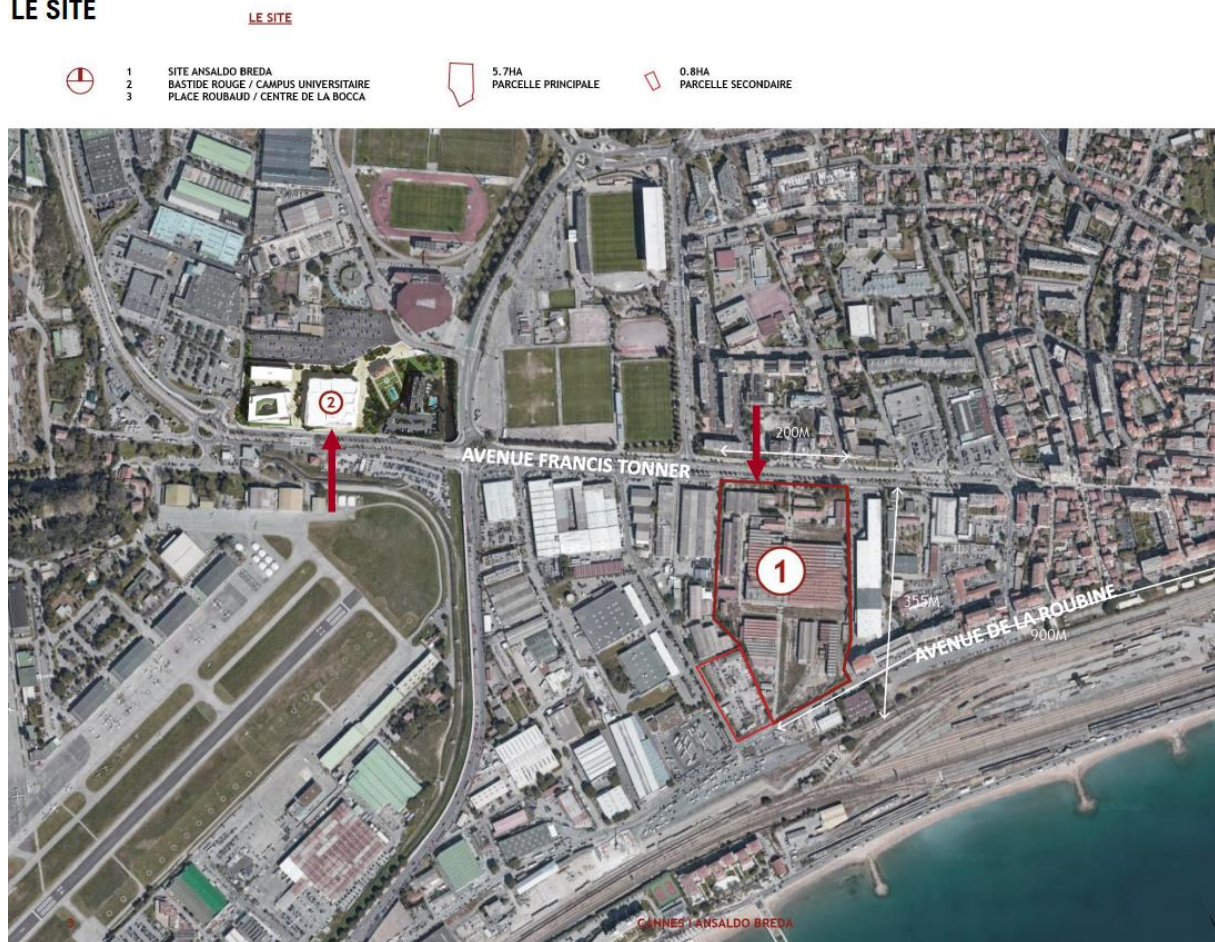 LE SITE
LE SITE
1 SITE ANSALDO BREDA
2 BASTIDE ROUGE / CAMPUS UNIVERSITAIRE
3 PLACE ROUBAUD / CENTRE DE LA BOCCA
5.7HA
PARCELLE PRINCIPALE
0.8HA
PARCELLE SECONDAIRE
2
200M
AVENUE FRANCIS TONNER
1
355M
AVENUE DE LA ROUBINE
900M
3
CANNES | ANSALDO BREDA